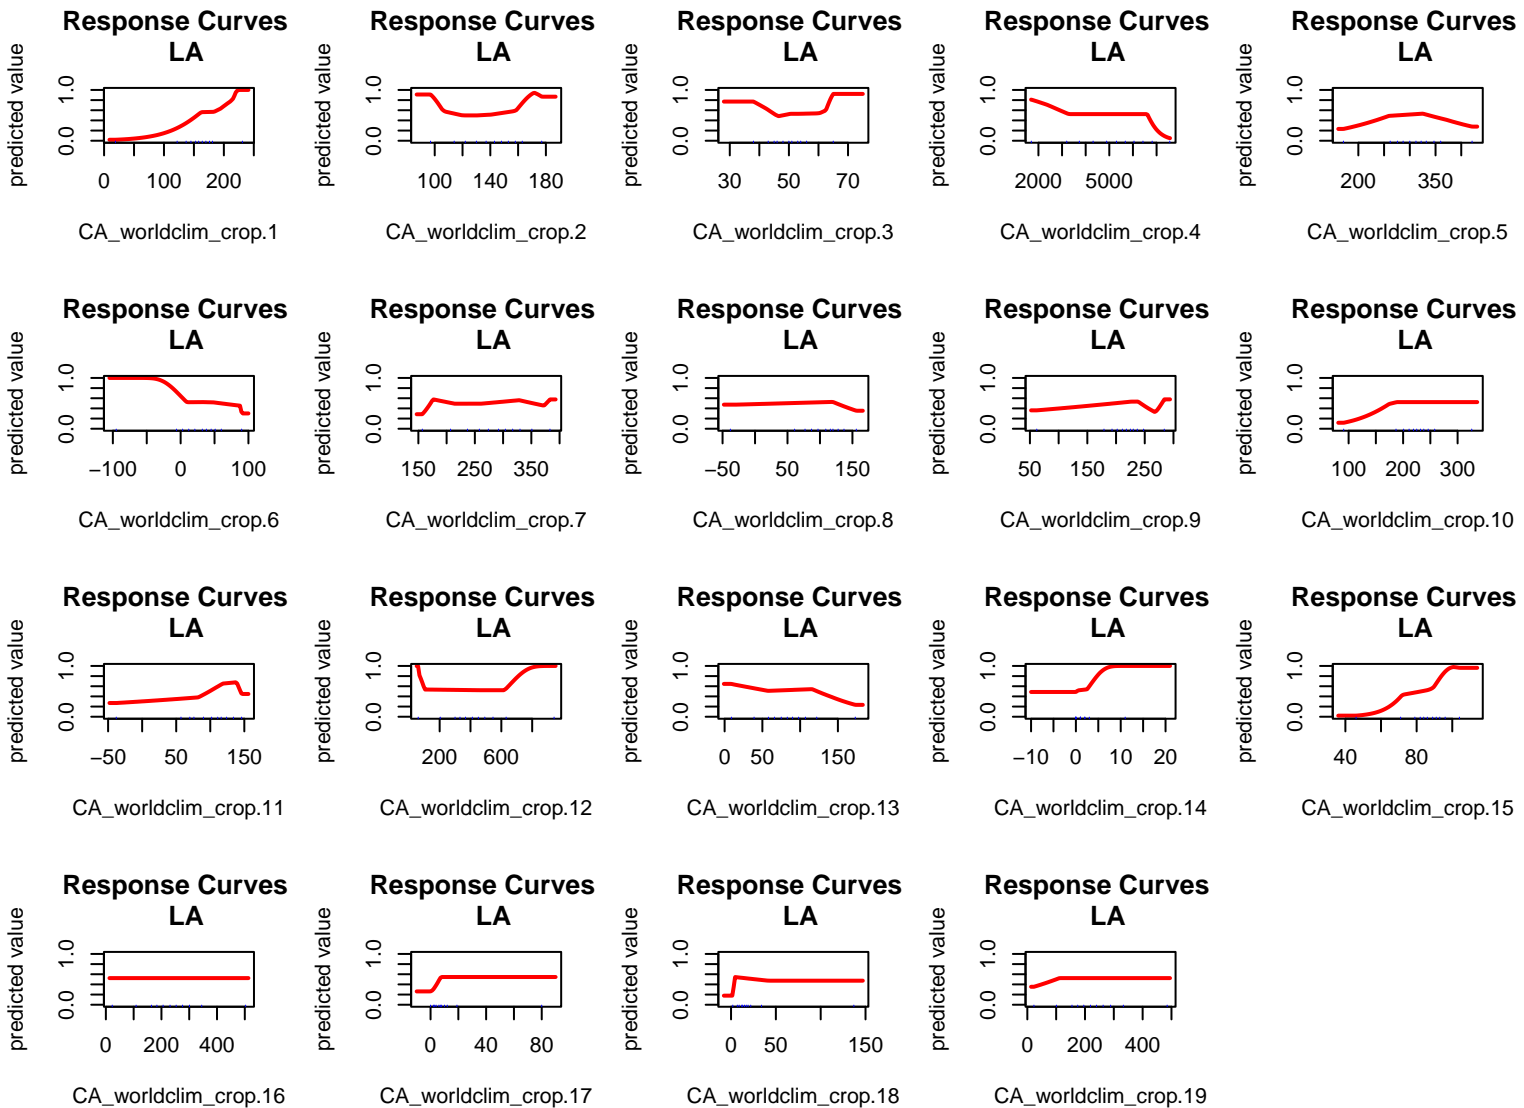 Response Curves
LA
predicted value
0.0 1.0
0 100 200
CA_worldclim_crop.1
Response Curves
LA
predicted value
0.0 1.0
100 140 180
CA_worldclim_crop.2
Response Curves
LA
predicted value
0.0 1.0
30 50 70
CA_worldclim_crop.3
Response Curves
LA
predicted value
0.0 1.0
2000 5000
CA_worldclim_crop.4
Response Curves
LA
predicted value
0.0 1.0
200 350
CA_worldclim_crop.5
Response Curves
LA
predicted value
0.0 1.0
−100 0 100
CA_worldclim_crop.6
Response Curves
LA
predicted value
0.0 1.0
150 250 350
CA_worldclim_crop.7
Response Curves
LA
predicted value
0.0 1.0
−50 50 150
CA_worldclim_crop.8
Response Curves
LA
predicted value
0.0 1.0
50 150 250
CA_worldclim_crop.9
Response Curves
LA
predicted value
0.0 1.0
100 200 300
CA_worldclim_crop.10
Response Curves
LA
predicted value
0.0 1.0
−50 50 150
CA_worldclim_crop.11
Response Curves
LA
predicted value
0.0 1.0
200 600
CA_worldclim_crop.12
Response Curves
LA
predicted value
0.0 1.0
0 50 150
CA_worldclim_crop.13
Response Curves
LA
predicted value
0.0 1.0
−10 0 10 20
CA_worldclim_crop.14
Response Curves
LA
predicted value
0.0 1.0
40 80
CA_worldclim_crop.15
Response Curves
LA
predicted value
0.0 1.0
0 200 400
CA_worldclim_crop.16
Response Curves
LA
predicted value
0.0 1.0
0 40 80
CA_worldclim_crop.17
Response Curves
LA
predicted value
0.0 1.0
0 50 150
CA_worldclim_crop.18
Response Curves
LA
predicted value
0.0 1.0
0 200 400
CA_worldclim_crop.19